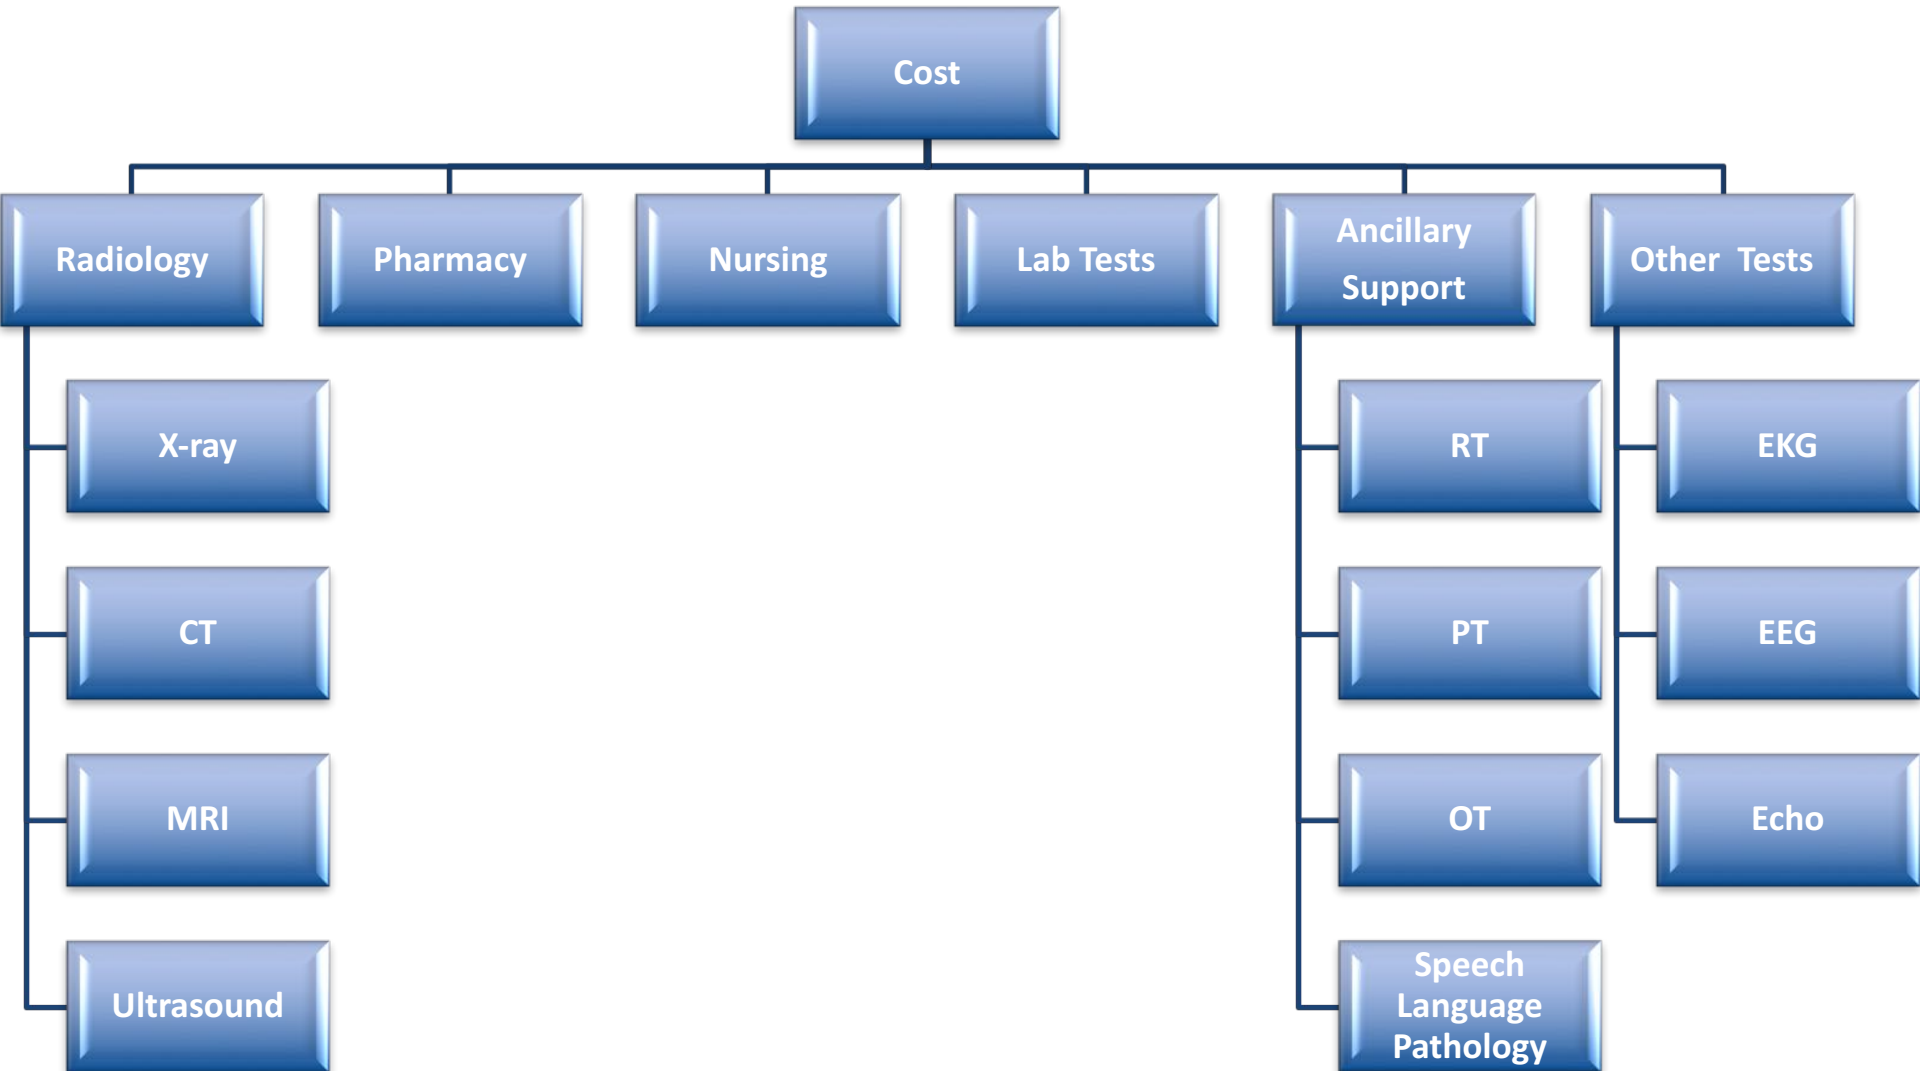 Cost
Radiology
Pharmacy
Nursing
Lab Tests
Ancillary
Support
Other Tests
X-ray
RT
EKG
CT
PT
EEG
MRI
OT
Echo
Ultrasound
Speech
Language
Pathology